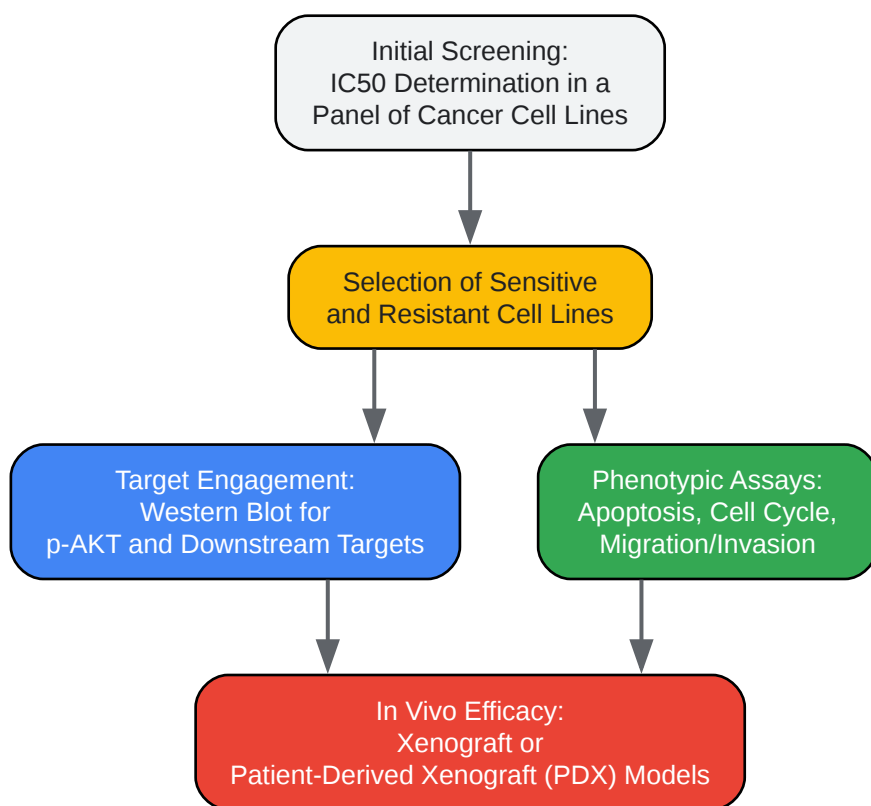 Initial Screening:
IC50 Determination in a
Panel of Cancer Cell Lines
Selection of Sensitive
and Resistant Cell Lines
Target Engagement:
Western Blot for
p-AKT and Downstream Targets
Phenotypic Assays:
Apoptosis, Cell Cycle,
Migration/Invasion
In Vivo Efficacy:
Xenograft or
Patient-Derived Xenograft (PDX) Models